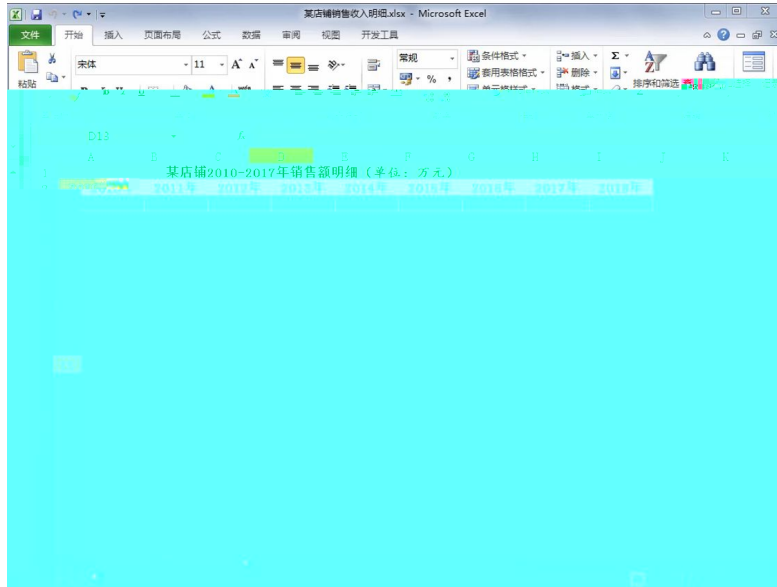 某店铺销售收入明细.xlsx - Microsoft Excel
文件 开始 插入 页面布局 公式 数据 审阅 视图 开发工具
宋体 11 A A 常规 条件格式 插入 Σ
粘贴 % 套用表格格式 删除 排序和筛选
D13 fx
A B C D E F G H I J K
1 某店铺2010-2017年销售额明细（单位：万元）
2011年 2012年 2013年 2014年 2015年 2016年 2017年 2018年